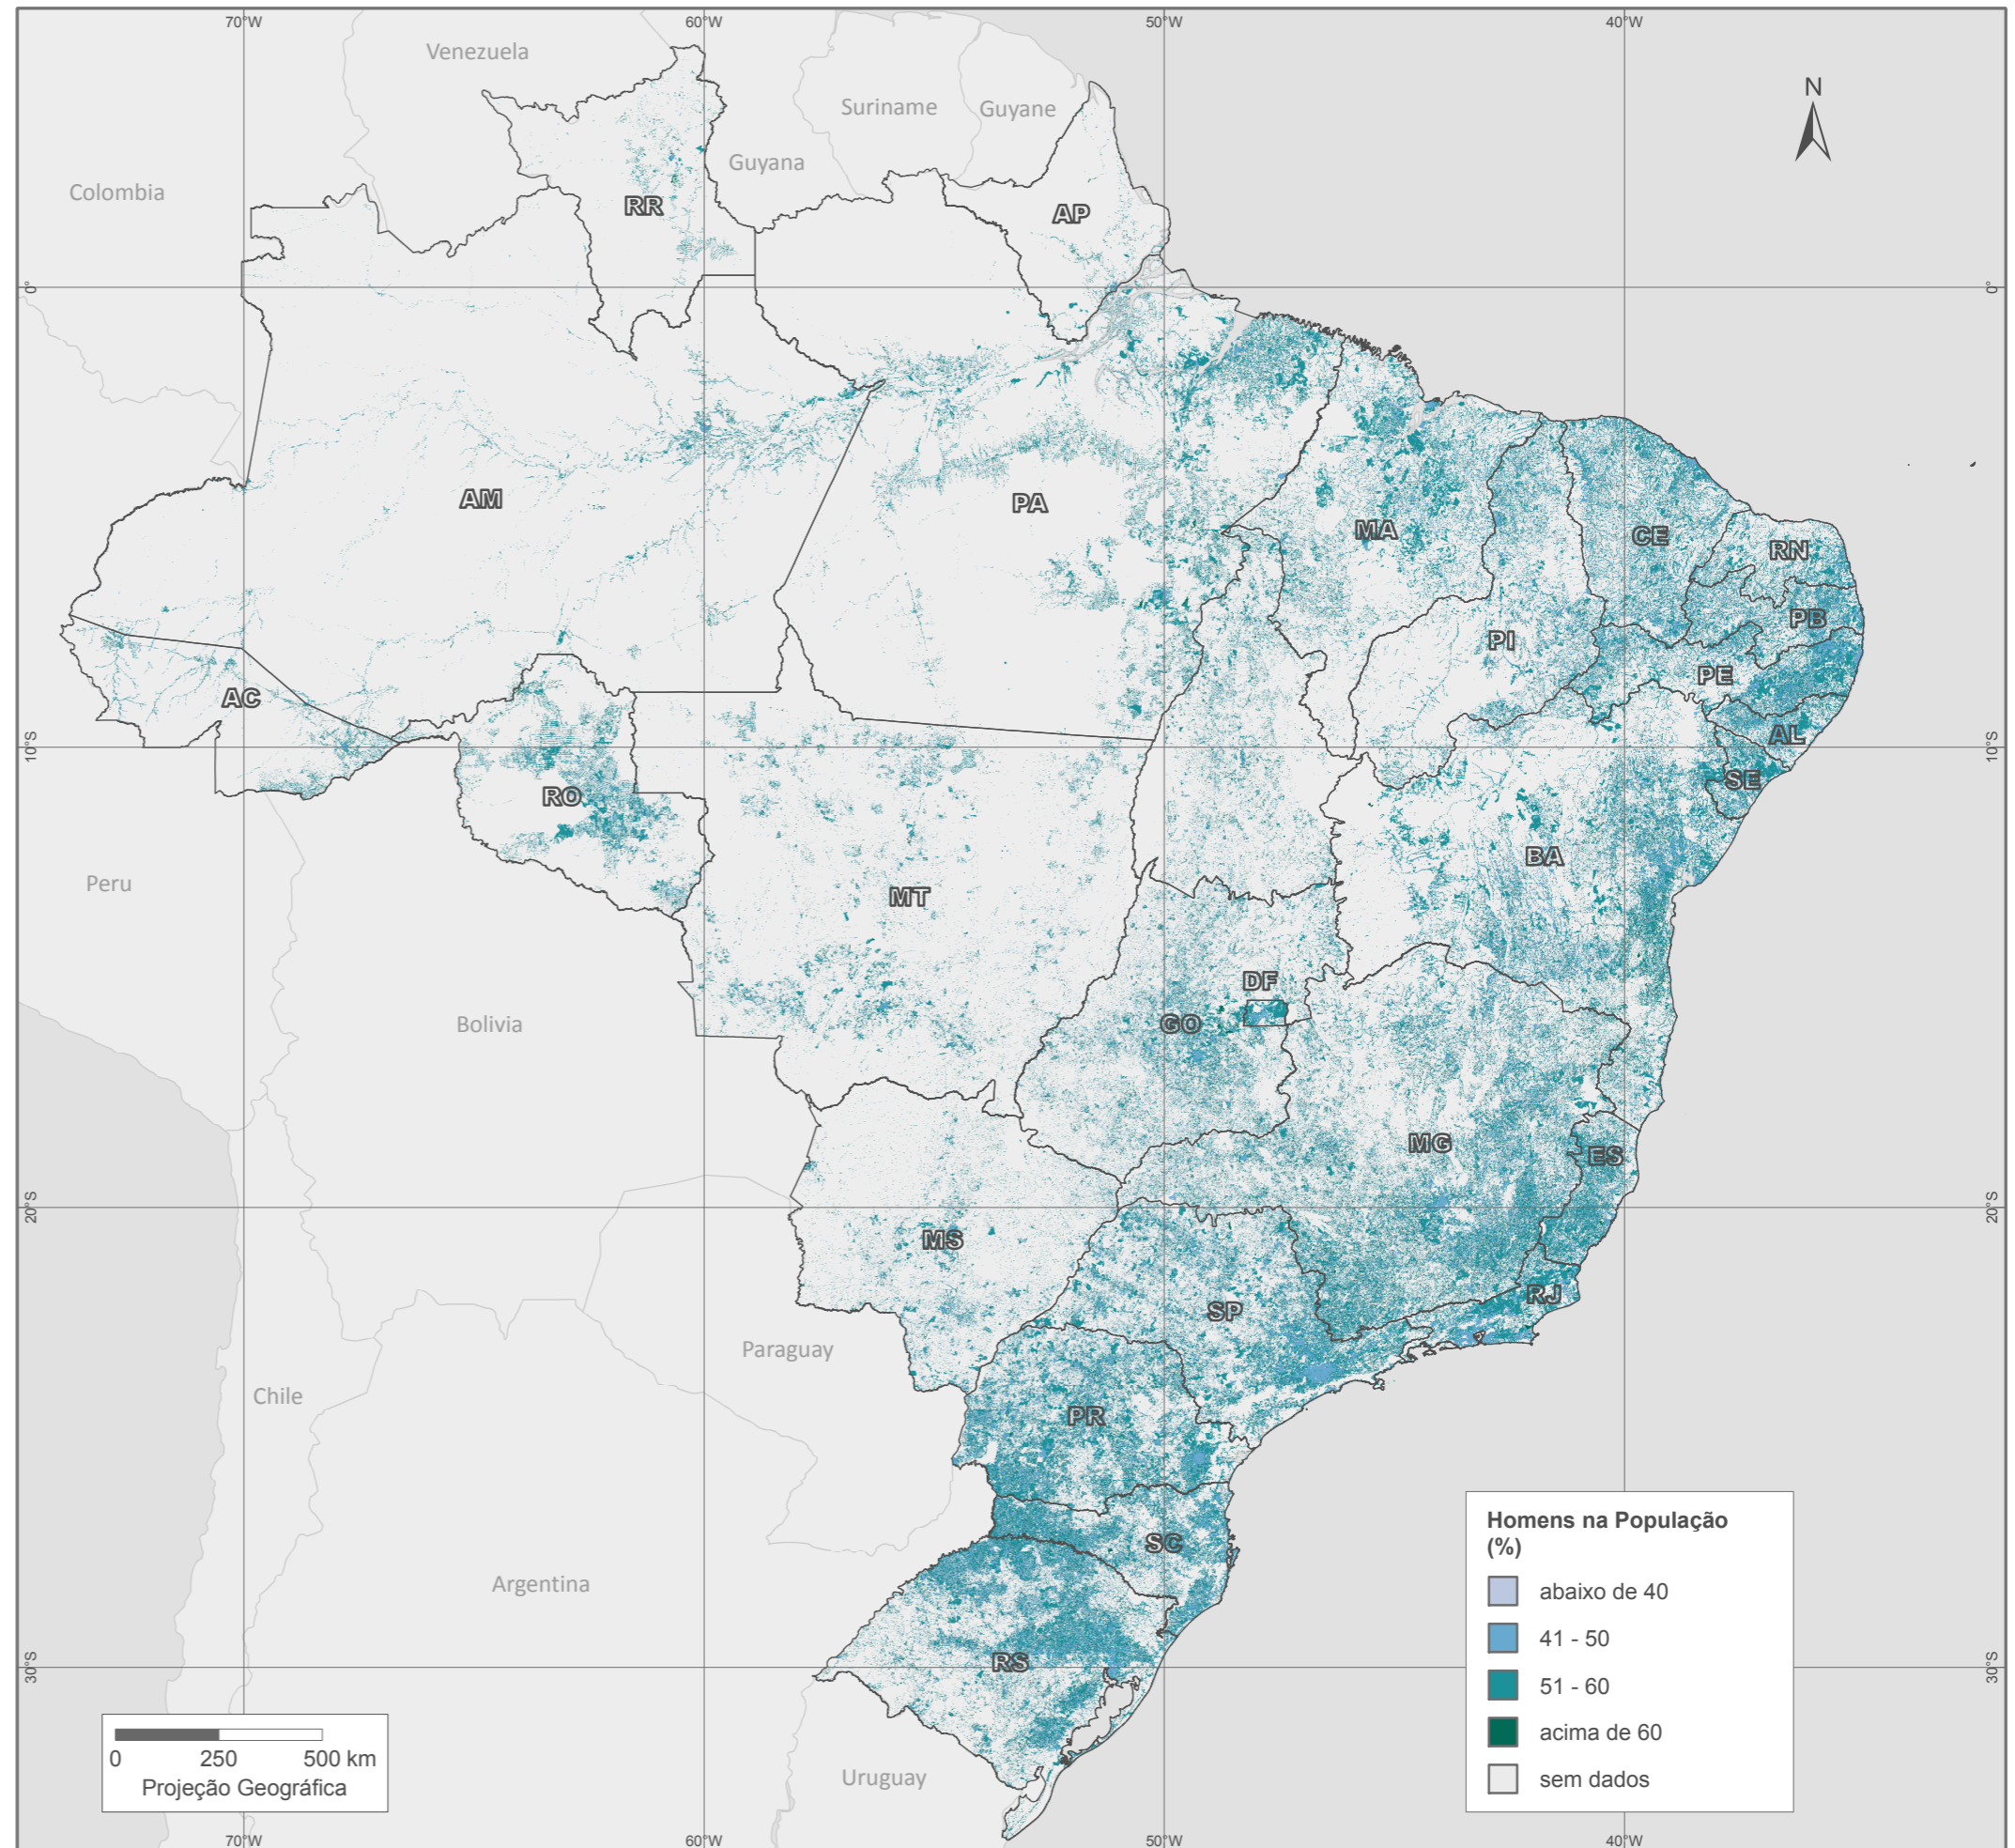 70°W
60°W
50°W
40°W
Venezuela
Suriname
Guyane
N
Guyana
Colombia
RR
AP
0°
0°
AM
PA
MA
CE
RN
PB
PI
PE
AC
AL
10°S
10°S
SE
RO
BA
Peru
MT
DF
Bolivia
GO
MG
ES
20°S
20°S
MS
RJ
SP
Paraguay
Chile
PR
Homens na População
(%)
SC
Argentina
abaixo de 40
41 - 50
RS
30°S
30°S
51 - 60
acima de 60
0 250 500 km
Projeção Geográfica
Uruguay
sem dados
70°W
60°W
50°W
40°W